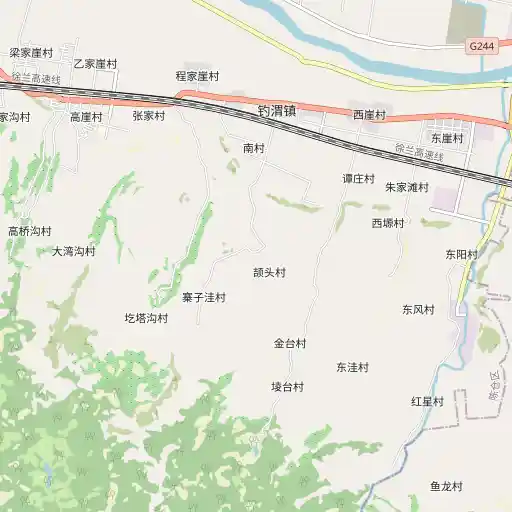 G244
梁家崖村
乙家崖村
徐兰高速线
程家崖村
家沟村
高崖村
张家村
钓渭镇
西崖村
东崖村
徐兰高速线
南村
谭庄村
朱家滩村
高桥沟村
大湾沟村
西塬村
东阳村
颉头村
寨子洼村
圪塔沟村
东风村
金台村
东洼村
陵台村
陈仓区
红星村
鱼龙村